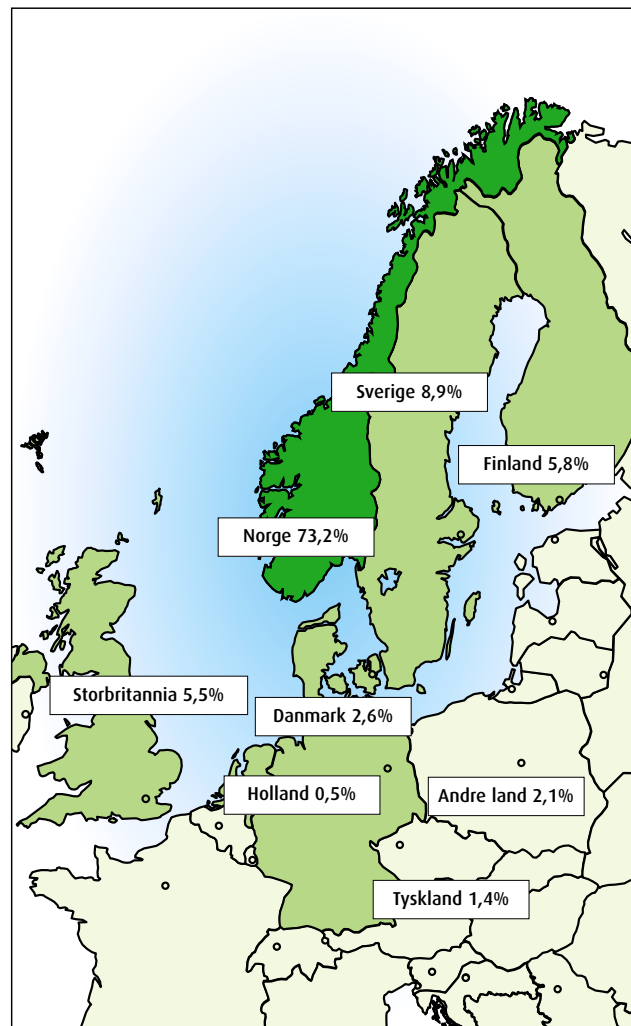 Sverige 8,9%
Finland 5,8%
Norge 73,2%
Storbritannia 5,5%
Danmark 2,6%
Holland 0,5%
Andre land 2,1%
Tyskland 1,4%